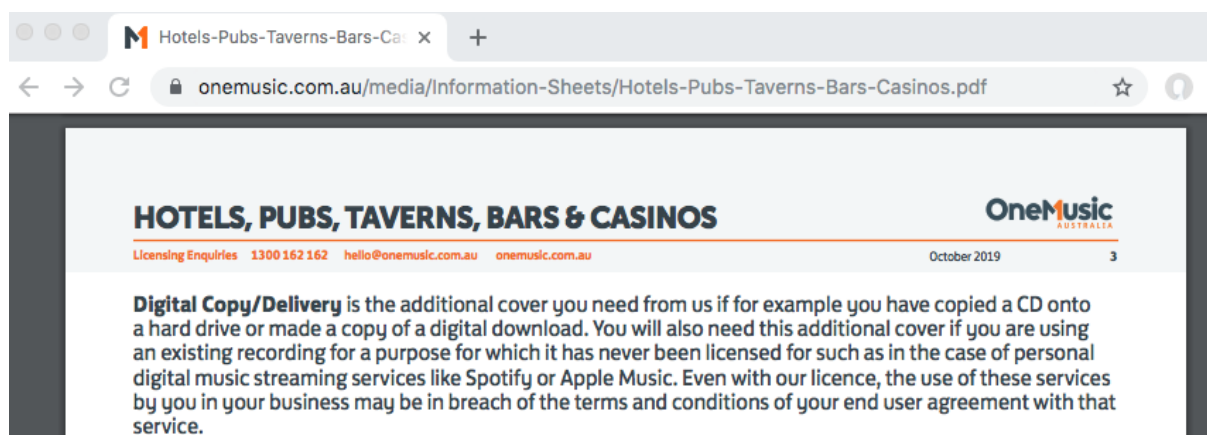 Hotels-Pubs-Taverns-Bars-Ca
onemusic.com.au/media/Information-Sheets/Hotels-Pubs-Taverns-Bars-Casinos.pdf
HOTELS, PUBS, TAVERNS, BARS & CASINOS
OneMusic
AUSTRALIA
Licensing Enquiries 1300 162 162 hello@onemusic.com.au onemusic.com.au October 2019 3
Digital Copy/Delivery is the additional cover you need from us if for example you have copied a CD onto
a hard drive or made a copy of a digital download. You will also need this additional cover if you are using
an existing recording for a purpose for which it has never been licensed for such as in the case of personal
digital music streaming services like Spotify or Apple Music. Even with our licence, the use of these services
by you in your business may be in breach of the terms and conditions of your end user agreement with that
service.